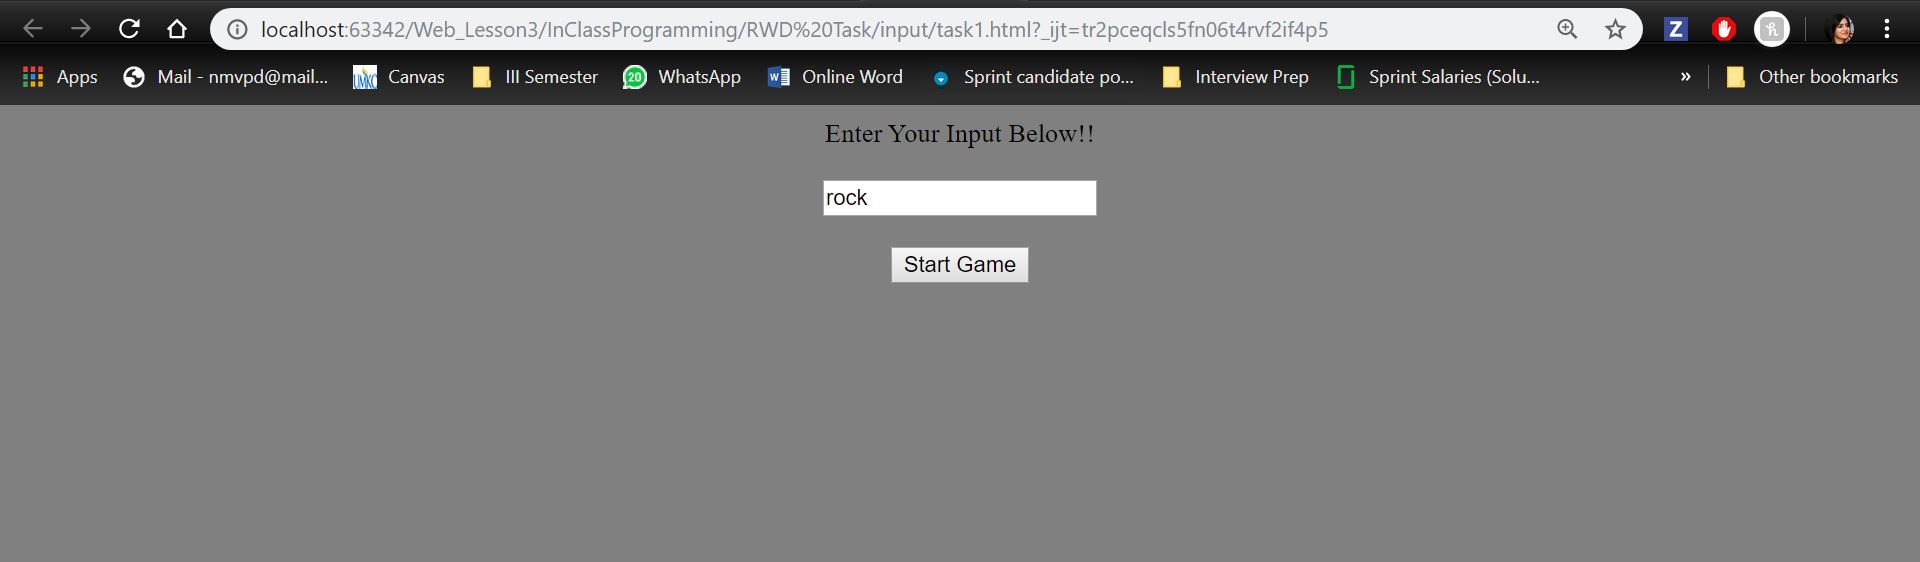 localhost:63342/Web_Lesson3/InClassProgramming/RWD%20Task/input/task1.html?_ijt=tr2pceqcls5fn06t4rvf2if4p5 Z h
Apps Mail - nmvpd@mail... UMKC Canvas III Semester 20 WhatsApp W Online Word Sprint candidate po... Interview Prep Sprint Salaries (Solu... » Other bookmarks
Enter Your Input Below!!
rock
Start Game